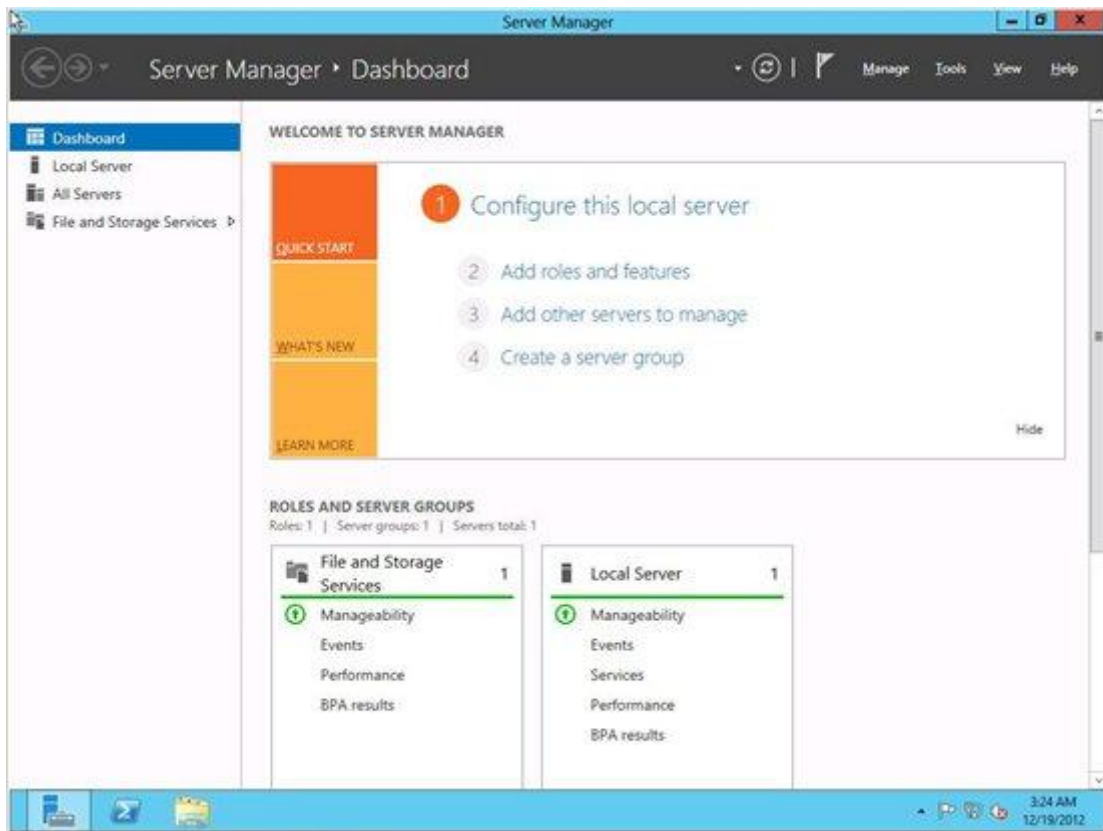 Server Manager
Server Manager • Dashboard
Manage Tools View Help
Dashboard
Local Server
All Servers
File and Storage Services
WELCOME TO SERVER MANAGER
QUICK START
WHAT'S NEW
LEARN MORE
1 Configure this local server
2 Add roles and features
3 Add other servers to manage
4 Create a server group
Hide
ROLES AND SERVER GROUPS
Roles: 1 | Server groups: 1 | Servers total: 1
File and Storage
Services 1
Manageability
Events
Performance
BPA results
Local Server 1
Manageability
Events
Services
Performance
BPA results
3:24 AM
12/19/2012